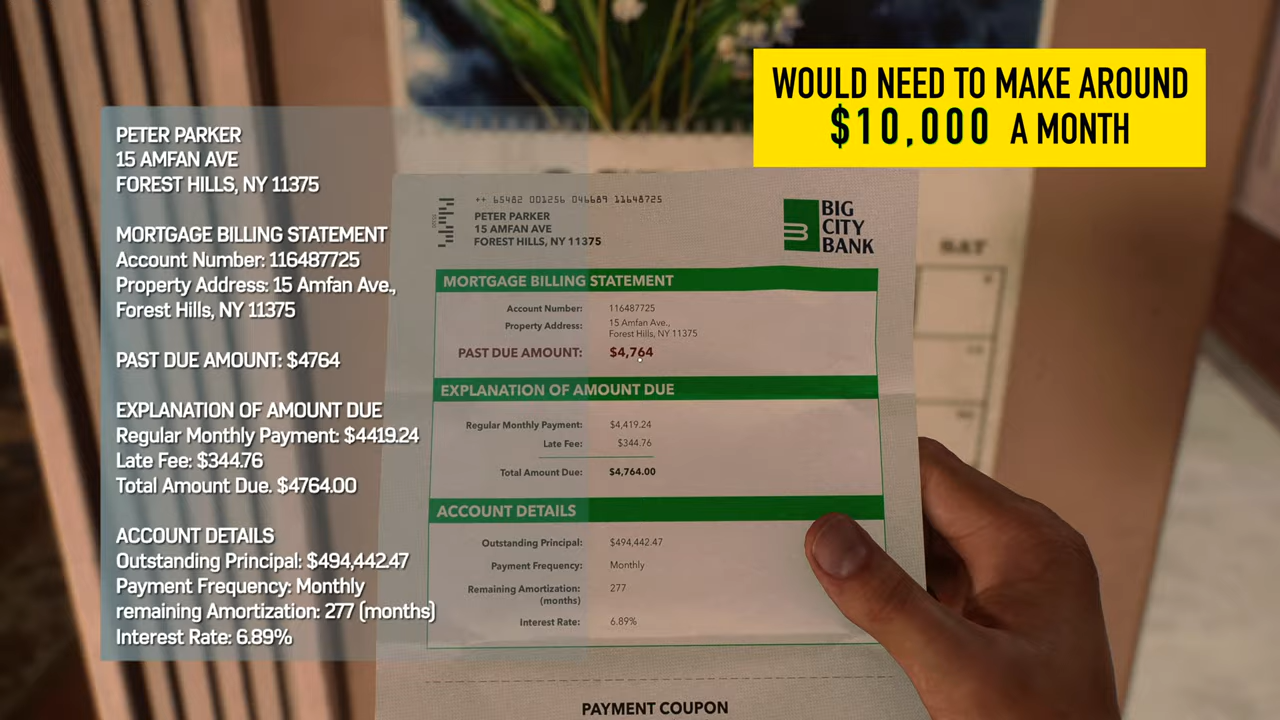 WOULD NEED TO MAKE AROUND
$10,000 A MONTH
PETER PARKER
15 AMFAN AVE
FOREST HILLS, NY 11375
MORTGAGE BILLING STATEMENT
Account Number: 116487725
Property Address: 15 Amfan Ave.,
Forest Hills, NY 11375
PAST DUE AMOUNT: $4764
EXPLANATION OF AMOUNT DUE
Regular Monthly Payment: $4419.24
Late Fee: $344.76
Total Amount Due. $4764.00
ACCOUNT DETAILS
Outstanding Principal: $494,442.47
Payment Frequency: Monthly
remaining Amortization: 277 (months)
Interest Rate: 6.89%
++ 65482 001256 046689 11648725
PETER PARKER
15 AMFAN AVE
FOREST HILLS, NY 11375
BIG
CITY
BANK
MORTGAGE BILLING STATEMENT
Account Number: 116487725
Property Address: 15 Amfan Ave.,
Forest Hills, NY 11375
PAST DUE AMOUNT: $4,764
EXPLANATION OF AMOUNT DUE
Regular Monthly Payment: $4,419.24
Late Fee: $344.76
Total Amount Due: $4,764.00
ACCOUNT DETAILS
Outstanding Principal: $494,442.47
Payment Frequency: Monthly
Remaining Amortization: 277
(months)
Interest Rate: 6.89%
PAYMENT COUPON
SAT